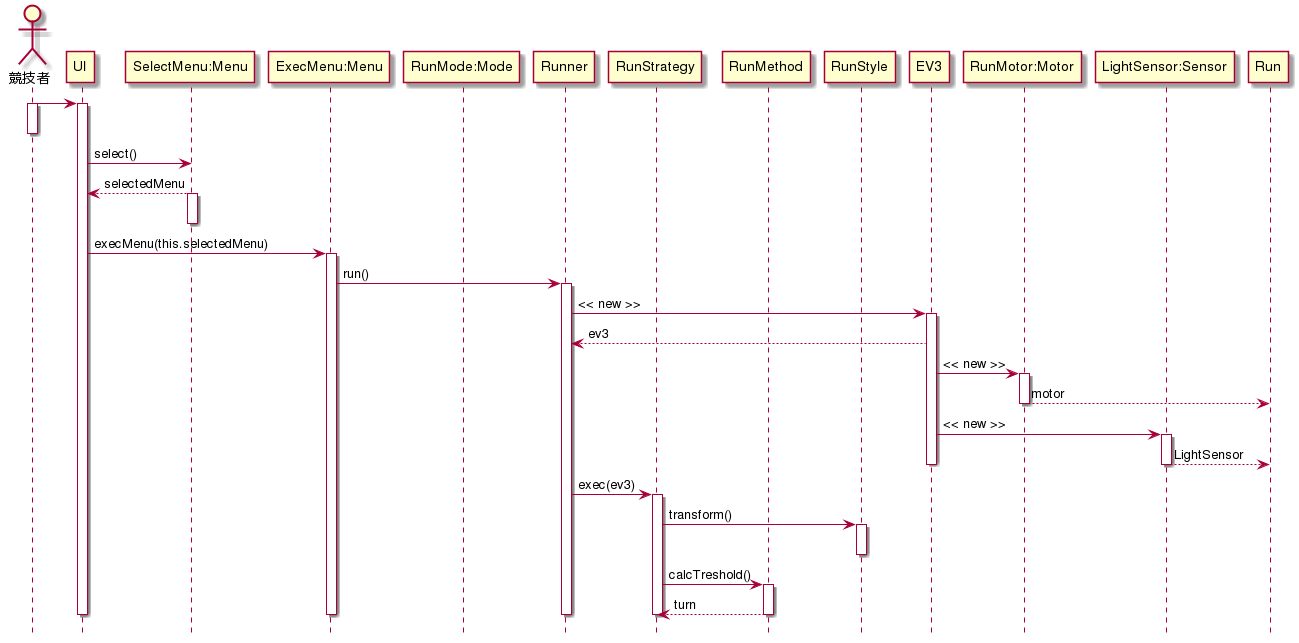 競技者
UI
SelectMenu:Menu
ExecMenu:Menu
RunMode:Mode
Runner
RunStrategy
RunMethod
RunStyle
EV3
RunMotor:Motor
LightSensor:Sensor
Run
select()
selectedMenu
execMenu(this.selectedMenu)
run()
<< new >>
ev3
<< new >>
motor
<< new >>
LightSensor
exec(ev3)
transform()
calcTreshold()
turn